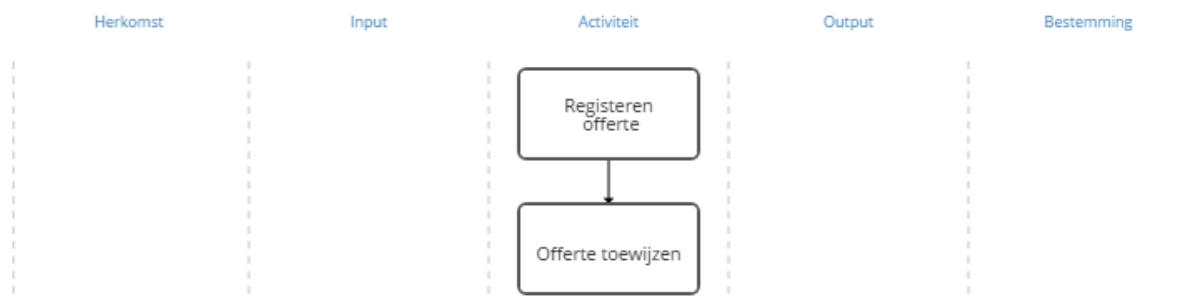 Herkomst
Input
Activiteit
Output
Bestemming
Registeren
offerte
Offerte toewijzen